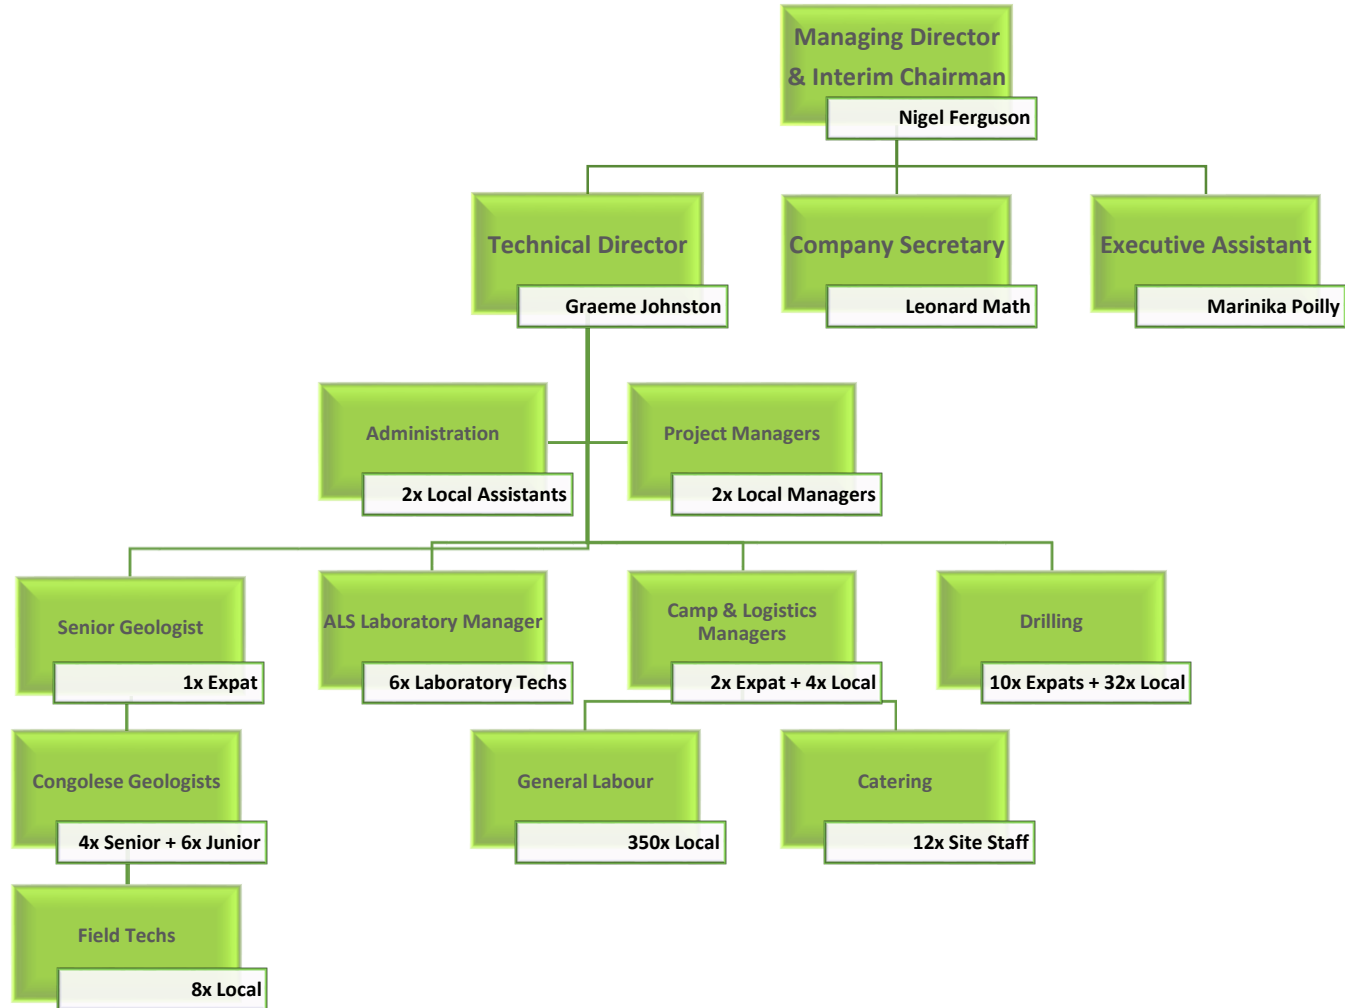 Managing Director
& Interim Chairman
Nigel Ferguson
Technical Director
Graeme Johnston
Company Secretary
Leonard Math
Executive Assistant
Marinika Poilly
Administration
2x Local Assistants
Project Managers
2x Local Managers
Senior Geologist
1x Expat
ALS Laboratory Manager
6x Laboratory Techs
Camp & Logistics
Managers
2x Expat + 4x Local
Drilling
10x Expats + 32x Local
Congolese Geologists
4x Senior + 6x Junior
General Labour
350x Local
Catering
12x Site Staff
Field Techs
8x Local